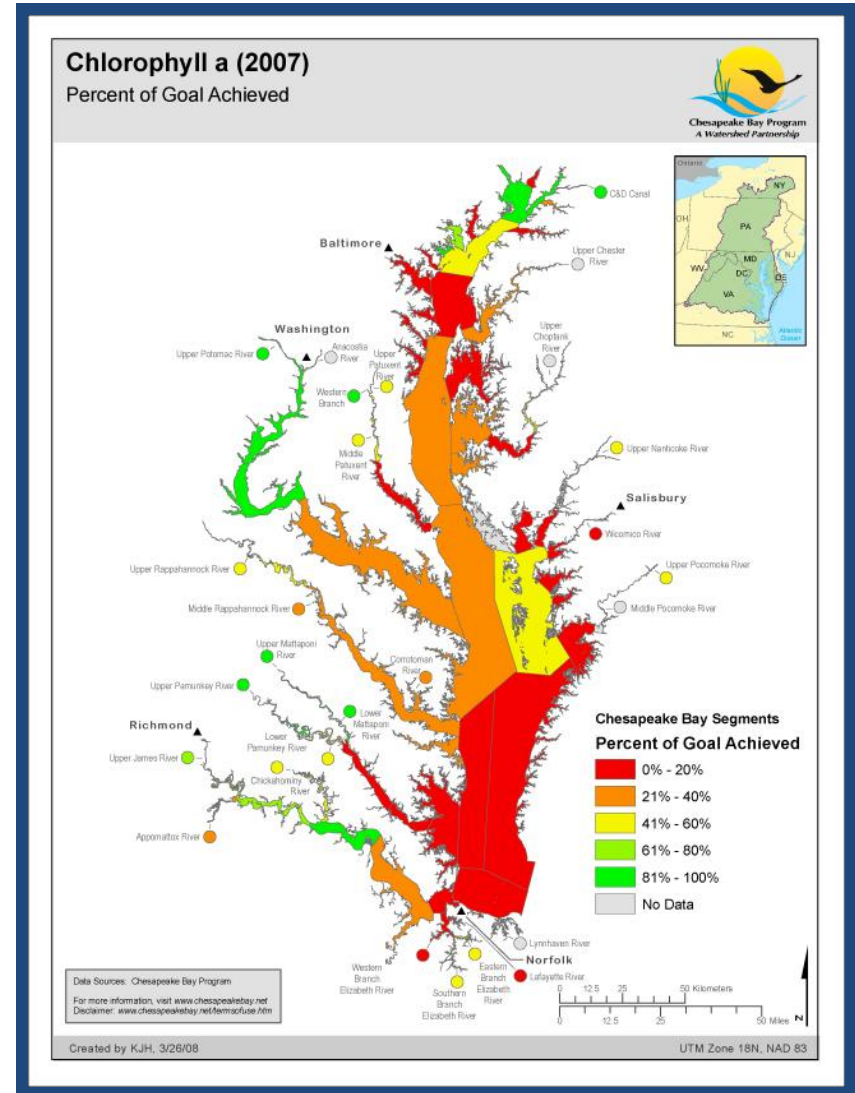 Chlorophyll a (2007)
Percent of Goal Achieved
Chesapeake Bay Program
A Watershed Partnership
Ontario
NY
OH
PA
NJ
MD
WV
DC
DE
VA
NC
Atlantic
Ocean
C&D Canal
Baltimore
Upper Chester
River
Washington
Upper Potomac River
Anacostia
River
Upper
Patuxent
River
Upper
Choptank
River
Western
Branch
Middle
Patuxent
River
Upper Nanticoke River
Salisbury
Wicomico River
Upper Rappahannock River
Upper Pocomoke River
Middle Rappahannock River
Middle Pocomoke River
Upper Mattaponi
River
Corrotoman
River
Upper Pamunkey River
Lower
Mattaponi
River
Richmond
Lower
Pamunkey River
Upper James River
Chickahominy
River
Appomattox River
Chesapeake Bay Segments
Percent of Goal Achieved
0% - 20%
21% - 40%
41% - 60%
61% - 80%
81% - 100%
No Data
Lynnhaven River
Norfolk
Lafayette River
Western
Branch
Elizabeth River
Southern
Branch
Elizabeth River
Eastern
Branch
Elizabeth
River
0 12.5 25 50 Kilometers
0 12.5 25 50 Miles
N
Data Sources: Chesapeake Bay Program
For more information, visit www.chesapeakebay.net
Disclaimer: www.chesapeakebay.net/termsofuse.htm
Created by KJH, 3/26/08
UTM Zone 18N, NAD 83